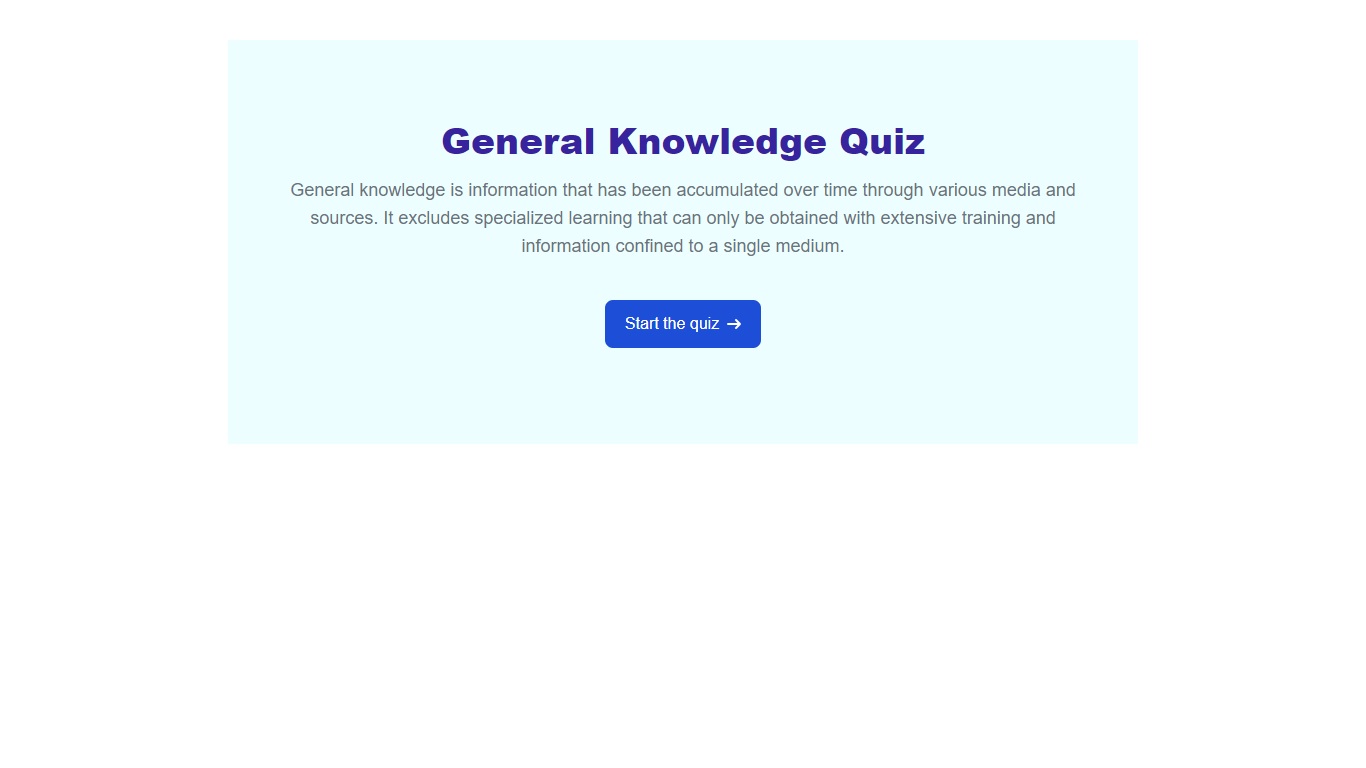 General Knowledge Quiz
General knowledge is information that has been accumulated over time through various media and
sources. It excludes specialized learning that can only be obtained with extensive training and
information confined to a single medium.
Start the quiz →